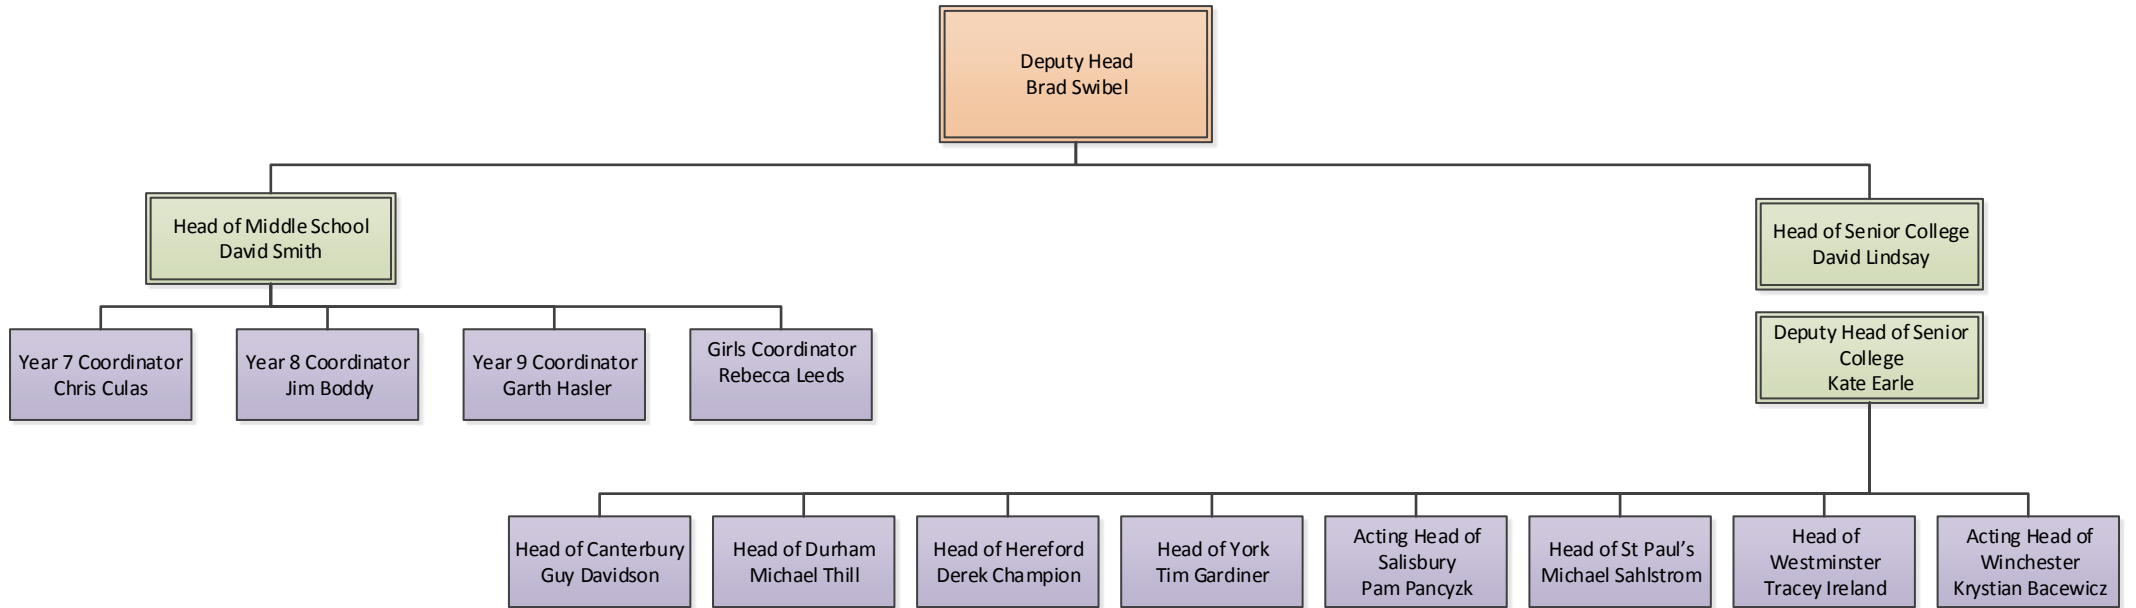 Deputy Head
Brad Swibel
Head of Middle School
David Smith
Head of Senior College
David Lindsay
Deputy Head of Senior
College
Kate Earle
Year 7 Coordinator
Chris Culas
Year 8 Coordinator
Jim Boddy
Year 9 Coordinator
Garth Hasler
Girls Coordinator
Rebecca Leeds
Head of Canterbury
Guy Davidson
Head of Durham
Michael Thill
Head of Hereford
Derek Champion
Head of York
Tim Gardiner
Acting Head of
Salisbury
Pam Pancyzk
Head of St Paul’s
Michael Sahlstrom
Head of
Westminster
Tracey Ireland
Acting Head of
Winchester
Krystian Bacewicz